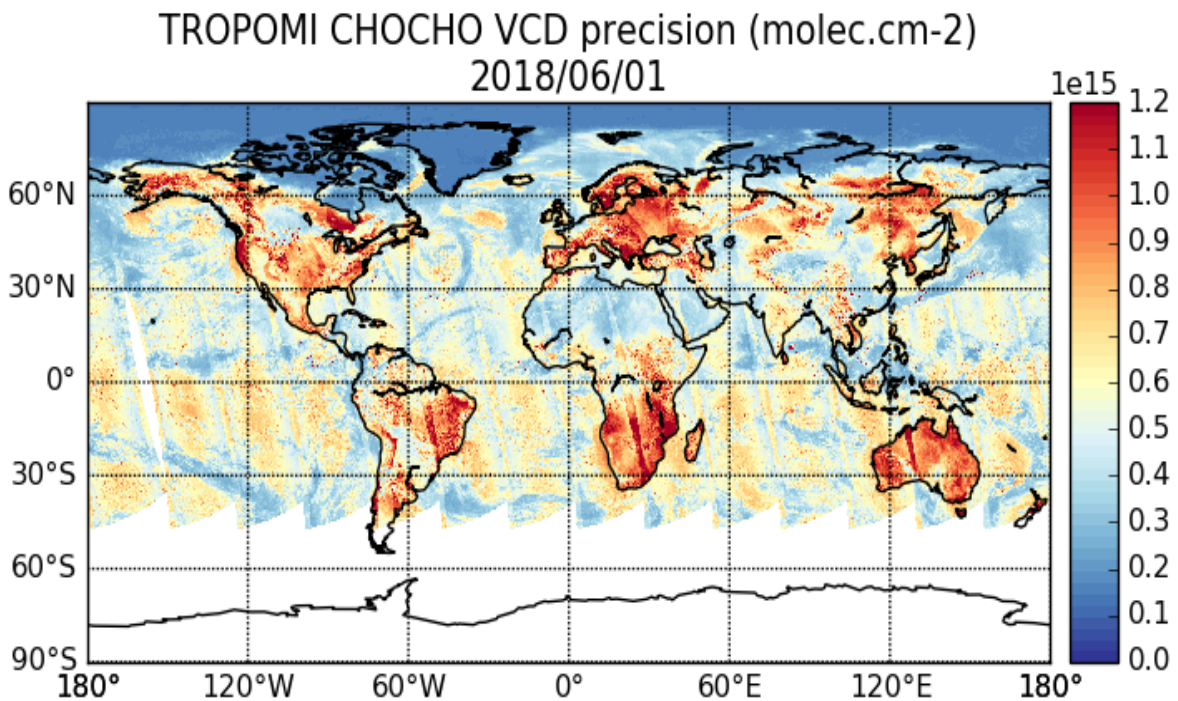 TROPOMI CHOCHO VCD precision (molec.cm-2)
2018/06/01
1e15
1.2
1.1
1.0
0.9
0.8
0.7
0.6
0.5
0.4
0.3
0.2
0.1
0.0
60°N
30°N
0°
30°S
60°S
90°S
180° 120°W 60°W 0° 60°E 120°E 180°